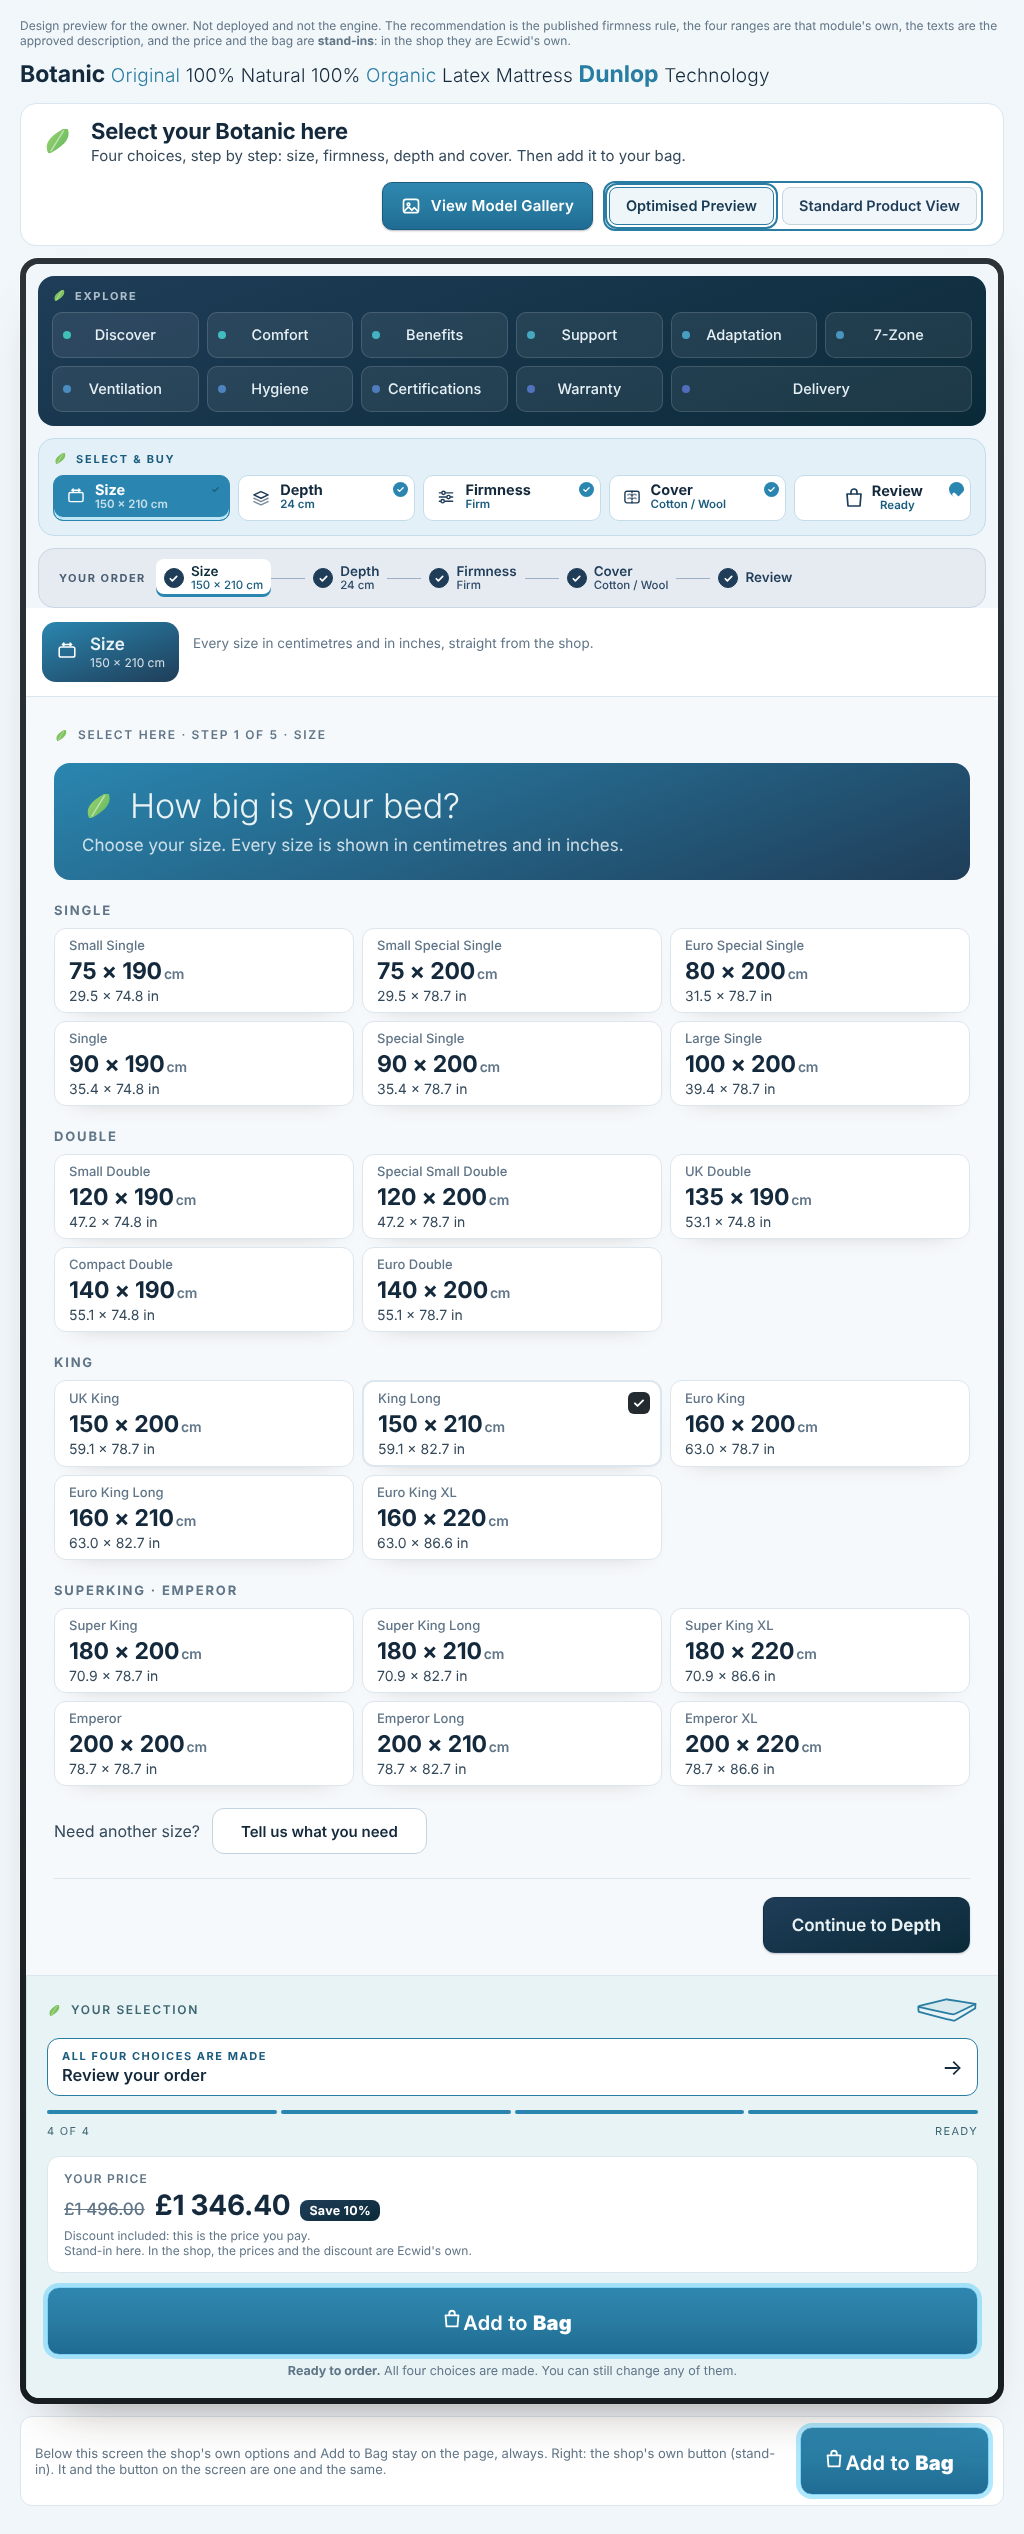 Design preview for the owner. Not deployed and not the engine. The recommendation is the published firmness rule, the four ranges are that module's own, the texts are the
approved description, and the price and the bag are stand-ins: in the shop they are Ecwid's own.
Botanic Original 100% Natural 100% Organic Latex Mattress Dunlop Technology
Select your Botanic here
Four choices, step by step: size, firmness, depth and cover. Then add it to your bag.
View Model Gallery
Optimised Preview
Standard Product View
EXPLORE
Discover
Comfort
Benefits
Support
Adaptation
7-Zone
Ventilation
Hygiene
Certifications
Warranty
Delivery
SELECT & BUY
Size
150 × 210 cm
Depth
24 cm
Firmness
Firm
Cover
Cotton / Wool
Review
Ready
YOUR ORDER
Size
150 × 210 cm
Depth
24 cm
Firmness
Firm
Cover
Cotton / Wool
Review
Size
150 × 210 cm
Every size in centimetres and in inches, straight from the shop.
SELECT HERE · STEP 1 OF 5 · SIZE
How big is your bed?
Choose your size. Every size is shown in centimetres and in inches.
SINGLE
Small Single
75 × 190 cm
29.5 × 74.8 in
Small Special Single
75 × 200 cm
29.5 × 78.7 in
Euro Special Single
80 × 200 cm
31.5 × 78.7 in
Single
90 × 190 cm
35.4 × 74.8 in
Special Single
90 × 200 cm
35.4 × 78.7 in
Large Single
100 × 200 cm
39.4 × 78.7 in
DOUBLE
Small Double
120 × 190 cm
47.2 × 74.8 in
Special Small Double
120 × 200 cm
47.2 × 78.7 in
UK Double
135 × 190 cm
53.1 × 74.8 in
Compact Double
140 × 190 cm
55.1 × 74.8 in
Euro Double
140 × 200 cm
55.1 × 78.7 in
KING
UK King
150 × 200 cm
59.1 × 78.7 in
King Long
150 × 210 cm
59.1 × 82.7 in
Euro King
160 × 200 cm
63.0 × 78.7 in
Euro King Long
160 × 210 cm
63.0 × 82.7 in
Euro King XL
160 × 220 cm
63.0 × 86.6 in
SUPERKING · EMPEROR
Super King
180 × 200 cm
70.9 × 78.7 in
Super King Long
180 × 210 cm
70.9 × 82.7 in
Super King XL
180 × 220 cm
70.9 × 86.6 in
Emperor
200 × 200 cm
78.7 × 78.7 in
Emperor Long
200 × 210 cm
78.7 × 82.7 in
Emperor XL
200 × 220 cm
78.7 × 86.6 in
Need another size?
Tell us what you need
Continue to Depth
YOUR SELECTION
ALL FOUR CHOICES ARE MADE
Review your order
4 OF 4
READY
YOUR PRICE
£1 496.00 £1 346.40 Save 10%
Discount included: this is the price you pay.
Stand-in here. In the shop, the prices and the discount are Ecwid's own.
Add to Bag
Ready to order. All four choices are made. You can still change any of them.
Below this screen the shop's own options and Add to Bag stay on the page, always. Right: the shop's own button (stand-
in). It and the button on the screen are one and the same.
Add to Bag